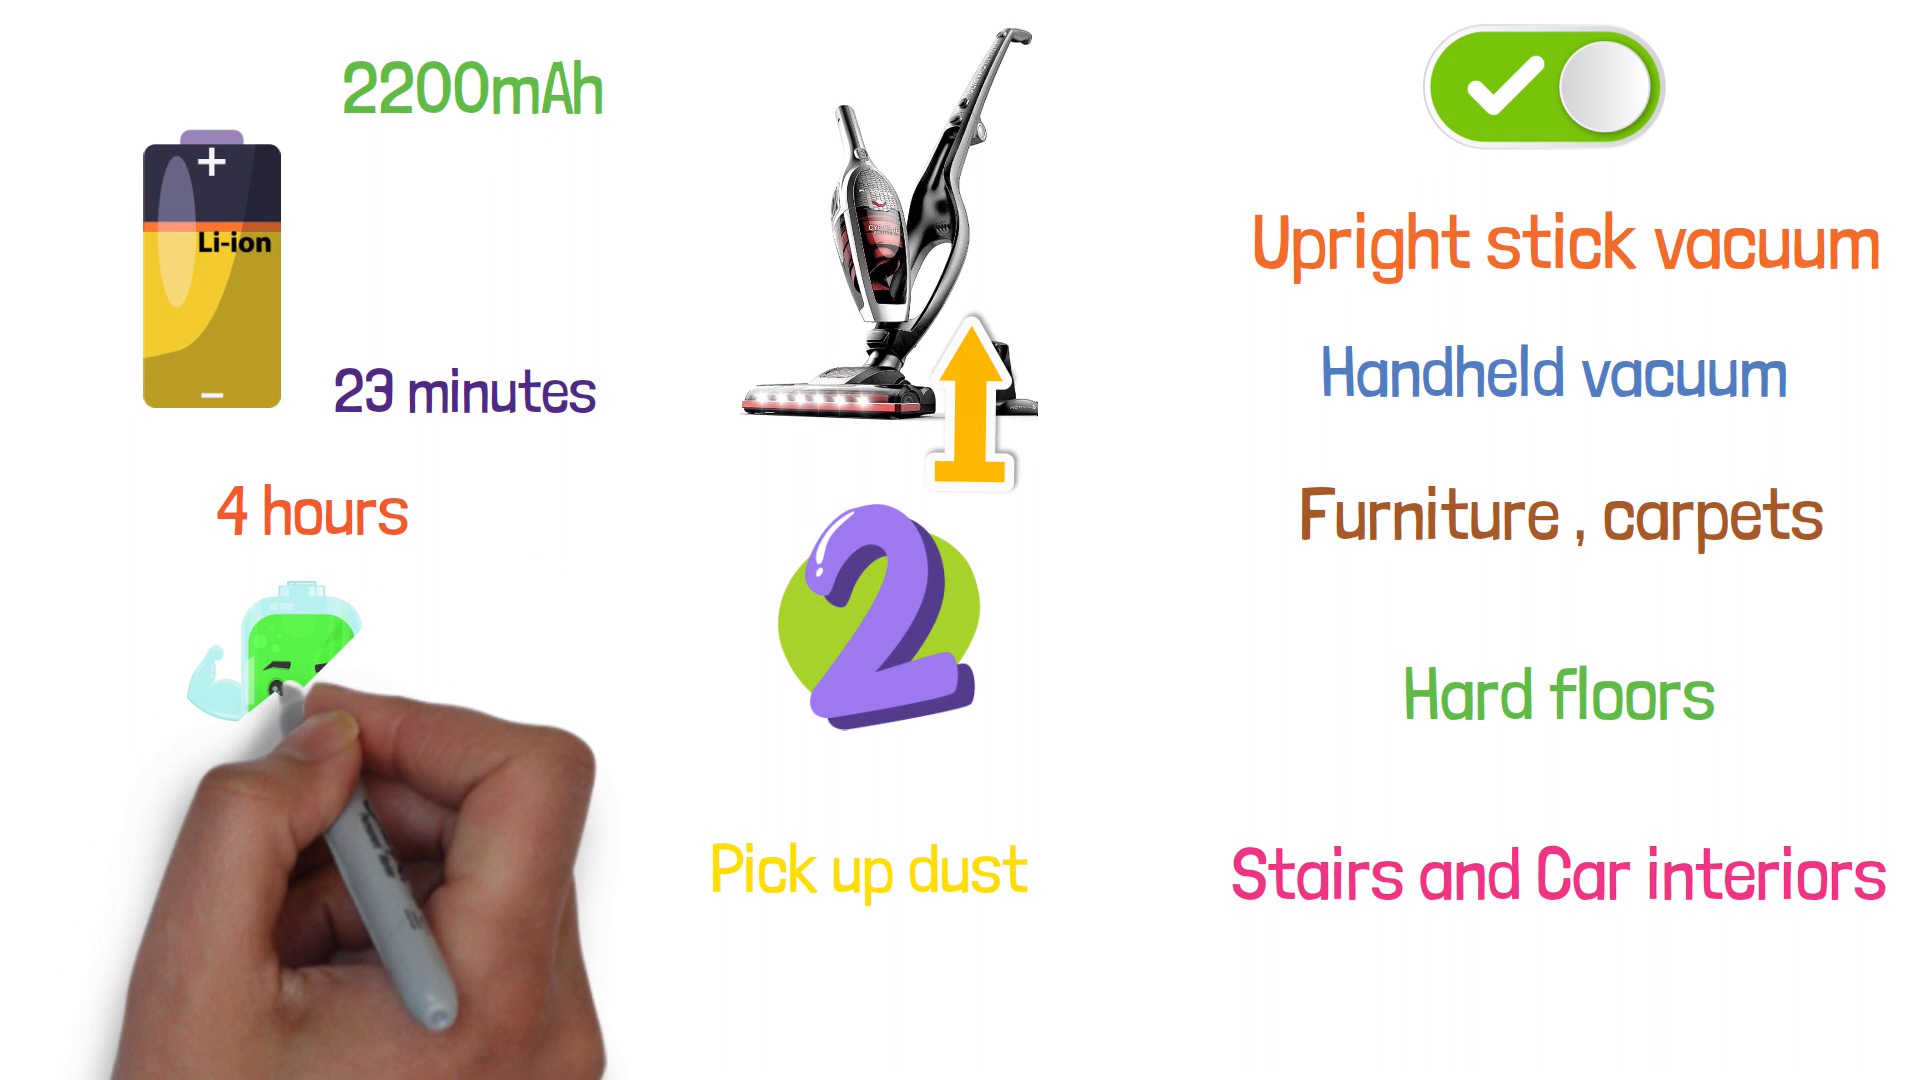 2200mAh
+
Li-ion
23 minutes
4 hours
2
Pick up dust
Upright stick vacuum
Handheld vacuum
Furniture , carpets
Hard floors
Stairs and Car interiors